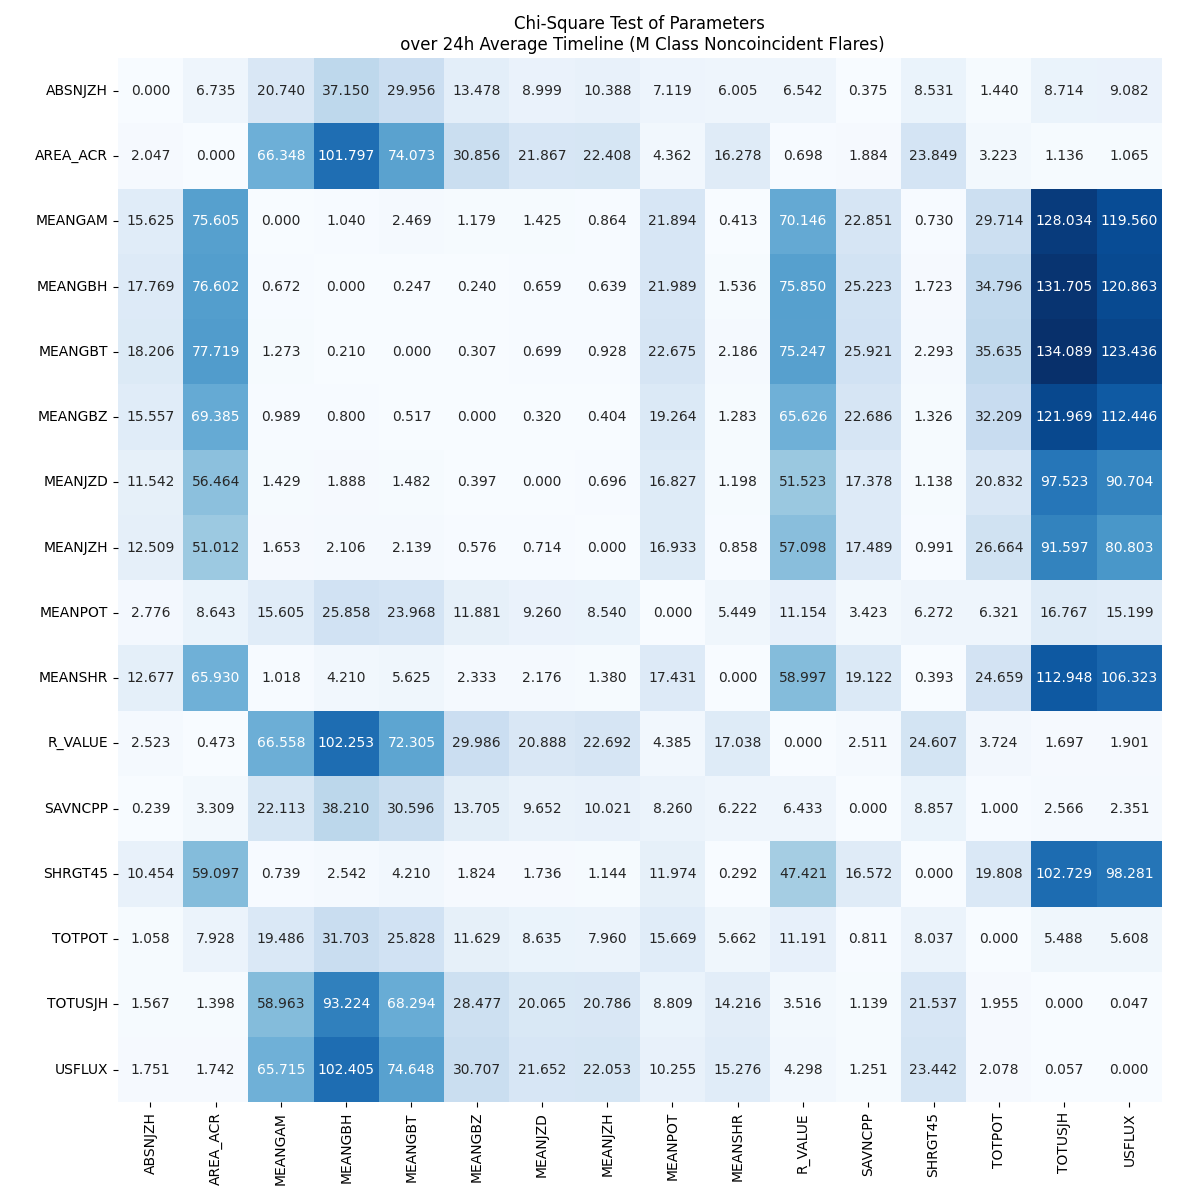 Chi-Square Test of Parameters
over 24h Average Timeline (M Class Noncoincident Flares)
ABSNJZH 0.000 6.735 20.740 37.150 29.956 13.478 8.999 10.388 7.119 6.005 6.542 0.375 8.531 1.440 8.714 9.082
AREA_ACR 2.047 0.000 66.348 101.797 74.073 30.856 21.867 22.408 4.362 16.278 0.698 1.884 23.849 3.223 1.136 1.065
MEANGAM 15.625 75.605 0.000 1.040 2.469 1.179 1.425 0.864 21.894 0.413 70.146 22.851 0.730 29.714 128.034 119.560
MEANGBH 17.769 76.602 0.672 0.000 0.247 0.240 0.659 0.639 21.989 1.536 75.850 25.223 1.723 34.796 131.705 120.863
MEANGBT 18.206 77.719 1.273 0.210 0.000 0.307 0.699 0.928 22.675 2.186 75.247 25.921 2.293 35.635 134.089 123.436
MEANGBZ 15.557 69.385 0.989 0.800 0.517 0.000 0.320 0.404 19.264 1.283 65.626 22.686 1.326 32.209 121.969 112.446
MEANJZD 11.542 56.464 1.429 1.888 1.482 0.397 0.000 0.696 16.827 1.198 51.523 17.378 1.138 20.832 97.523 90.704
MEANJZH 12.509 51.012 1.653 2.106 2.139 0.576 0.714 0.000 16.933 0.858 57.098 17.489 0.991 26.664 91.597 80.803
MEANPOT 2.776 8.643 15.605 25.858 23.968 11.881 9.260 8.540 0.000 5.449 11.154 3.423 6.272 6.321 16.767 15.199
MEANSHR 12.677 65.930 1.018 4.210 5.625 2.333 2.176 1.380 17.431 0.000 58.997 19.122 0.393 24.659 112.948 106.323
R_VALUE 2.523 0.473 66.558 102.253 72.305 29.986 20.888 22.692 4.385 17.038 0.000 2.511 24.607 3.724 1.697 1.901
SAVNCPP 0.239 3.309 22.113 38.210 30.596 13.705 9.652 10.021 8.260 6.222 6.433 0.000 8.857 1.000 2.566 2.351
SHRGT45 10.454 59.097 0.739 2.542 4.210 1.824 1.736 1.144 11.974 0.292 47.421 16.572 0.000 19.808 102.729 98.281
TOTPOT 1.058 7.928 19.486 31.703 25.828 11.629 8.635 7.960 15.669 5.662 11.191 0.811 8.037 0.000 5.488 5.608
TOTUSJH 1.567 1.398 58.963 93.224 68.294 28.477 20.065 20.786 8.809 14.216 3.516 1.139 21.537 1.955 0.000 0.047
USFLUX 1.751 1.742 65.715 102.405 74.648 30.707 21.652 22.053 10.255 15.276 4.298 1.251 23.442 2.078 0.057 0.000
ABSNJZH AREA_ACR MEANGAM MEANGBH MEANGBT MEANGBZ MEANJZD MEANJZH MEANPOT MEANSHR R_VALUE SAVNCPP SHRGT45 TOTPOT TOTUSJH USFLUX